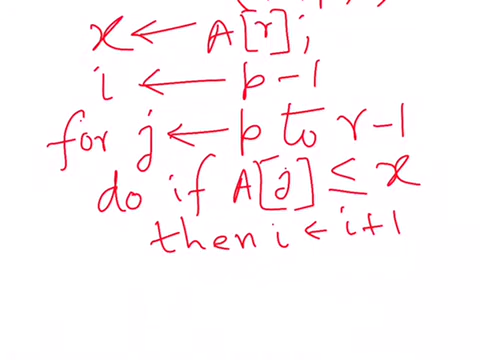 x ← A[r];
i ← p-1
for j ← p to r-1
do if A[j] ≤ x
then i ← i+1